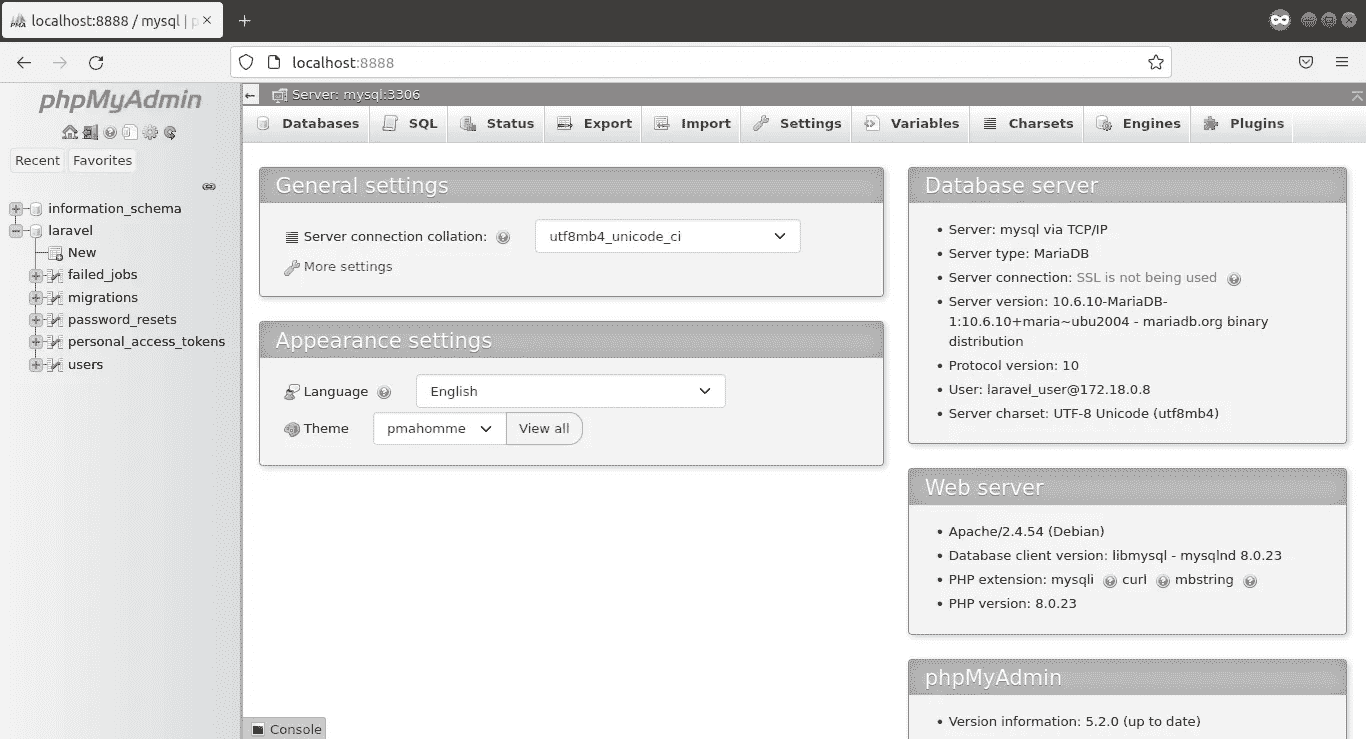 localhost:8888 / mysql | p
localhost:8888
phpMyAdmin
Recent
Favorites
information_schema
laravel
New
failed_jobs
migrations
password_resets
personal_access_tokens
users
Server: mysql:3306
Databases
SQL
Status
Export
Import
Settings
Variables
Charsets
Engines
Plugins
General settings
Server connection collation:
utf8mb4_unicode_ci
More settings
Appearance settings
Language
English
Theme
pmahomme
View all
Database server
• Server: mysql via TCP/IP
• Server type: MariaDB
• Server connection: SSL is not being used
• Server version: 10.6.10-MariaDB-
1:10.6.10+maria~ubu2004 - mariadb.org binary
distribution
• Protocol version: 10
• User: laravel_user@172.18.0.8
• Server charset: UTF-8 Unicode (utf8mb4)
Web server
• Apache/2.4.54 (Debian)
• Database client version: libmysql - mysqlnd 8.0.23
• PHP extension: mysqli curl mbstring
• PHP version: 8.0.23
phpMyAdmin
• Version information: 5.2.0 (up to date)
Console